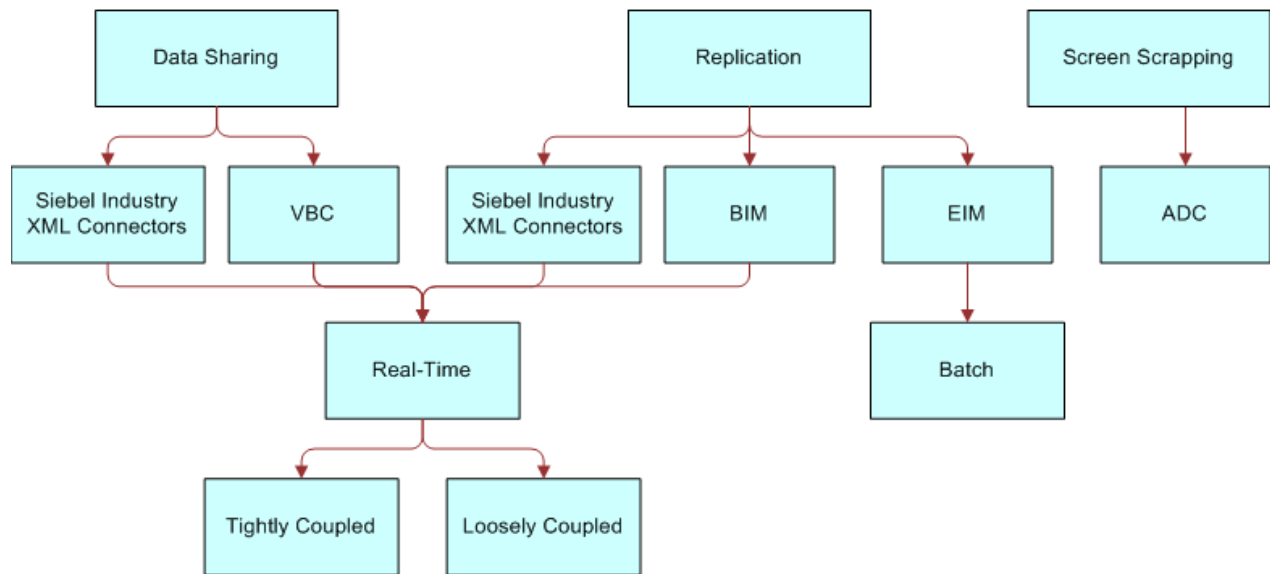 Data Sharing
Replication
Screen Scrapping
Siebel Industry
XML Connectors
VBC
Siebel Industry
XML Connectors
BIM
EIM
ADC
Real-Time
Batch
Tightly Coupled
Loosely Coupled